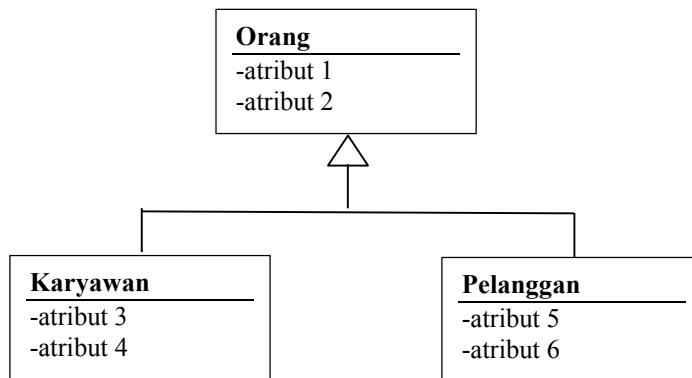 Orang
-atribut 1
-atribut 2
Karyawan
-atribut 3
-atribut 4
Pelanggan
-atribut 5
-atribut 6